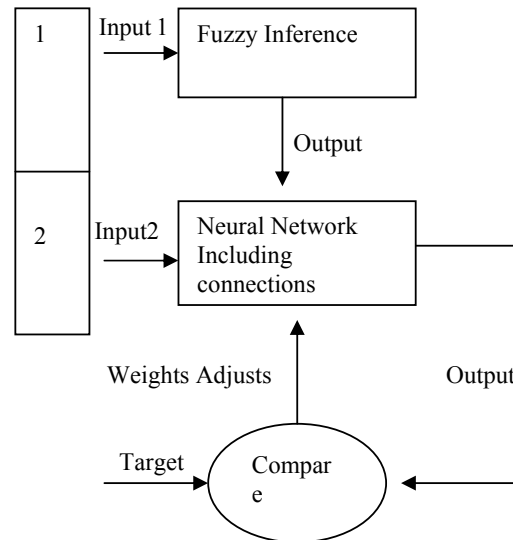 1
Input 1
Fuzzy Inference
Output
2
Input2
Neural Network
Including
connections
Weights Adjusts
Output
Target
Compar
e